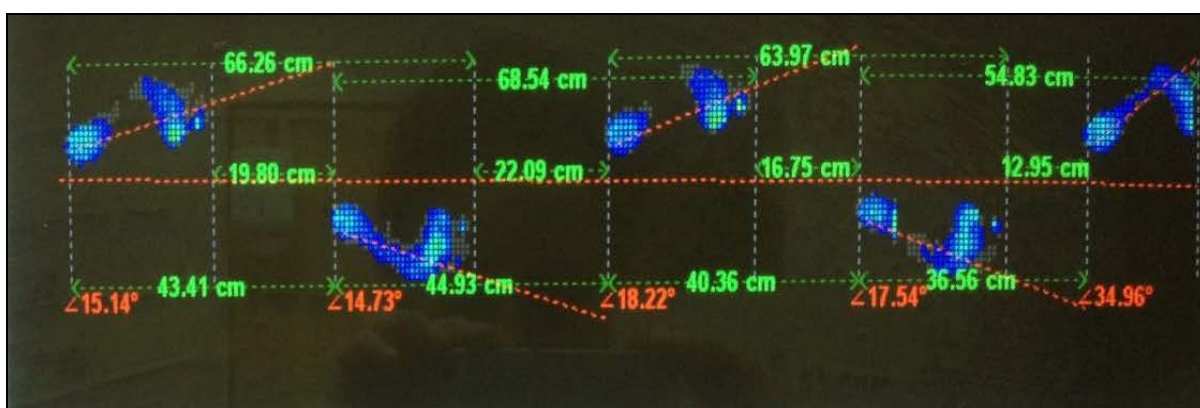 66.26 cm
63.97 cm
68.54 cm
54.83 cm
19.80 cm
22.09 cm
16.75 cm
12.95 cm
43.41 cm
44.93 cm
40.36 cm
36.56 cm
∠15.14°
∠14.73°
∠18.22°
∠17.54°
∠34.96°